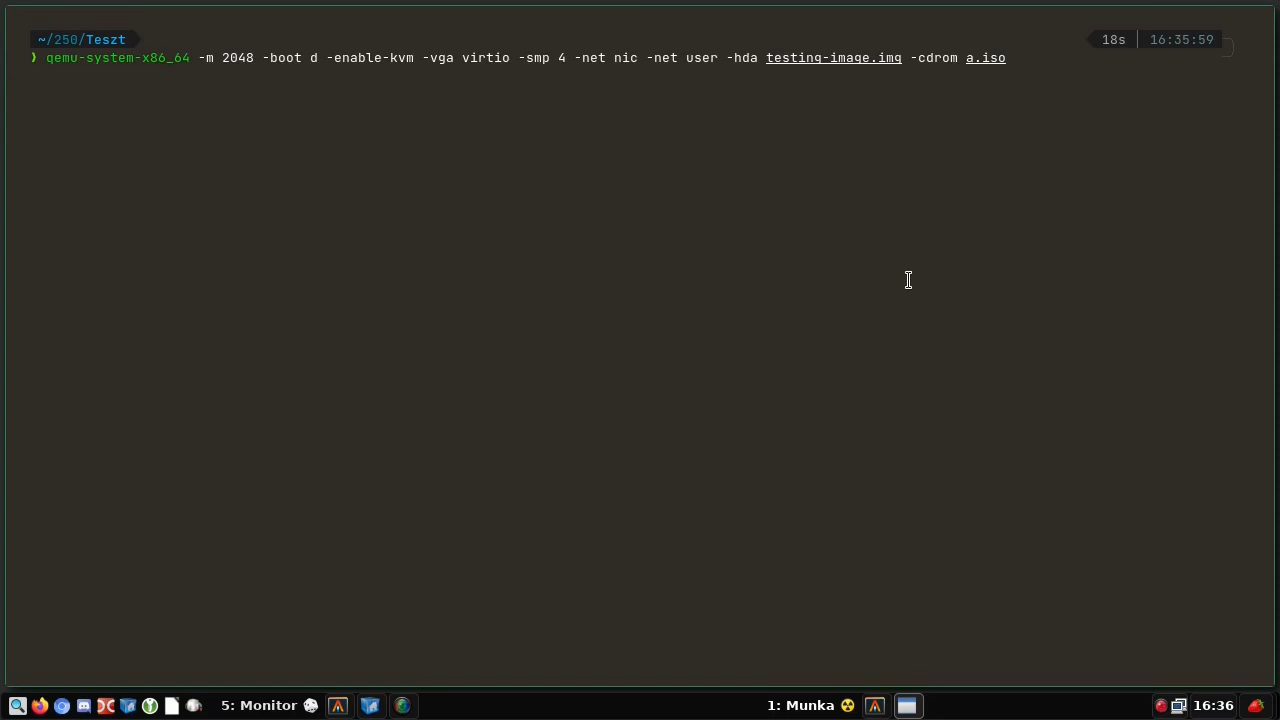 ~/250/Teszt 18s 16:35:59
❯ qemu-system-x86_64 -m 2048 -boot d -enable-kvm -vga virtio -smp 4 -net nic -net user -hda testing-image.img -cdrom a.iso
5: Monitor 1: Munka 16:36